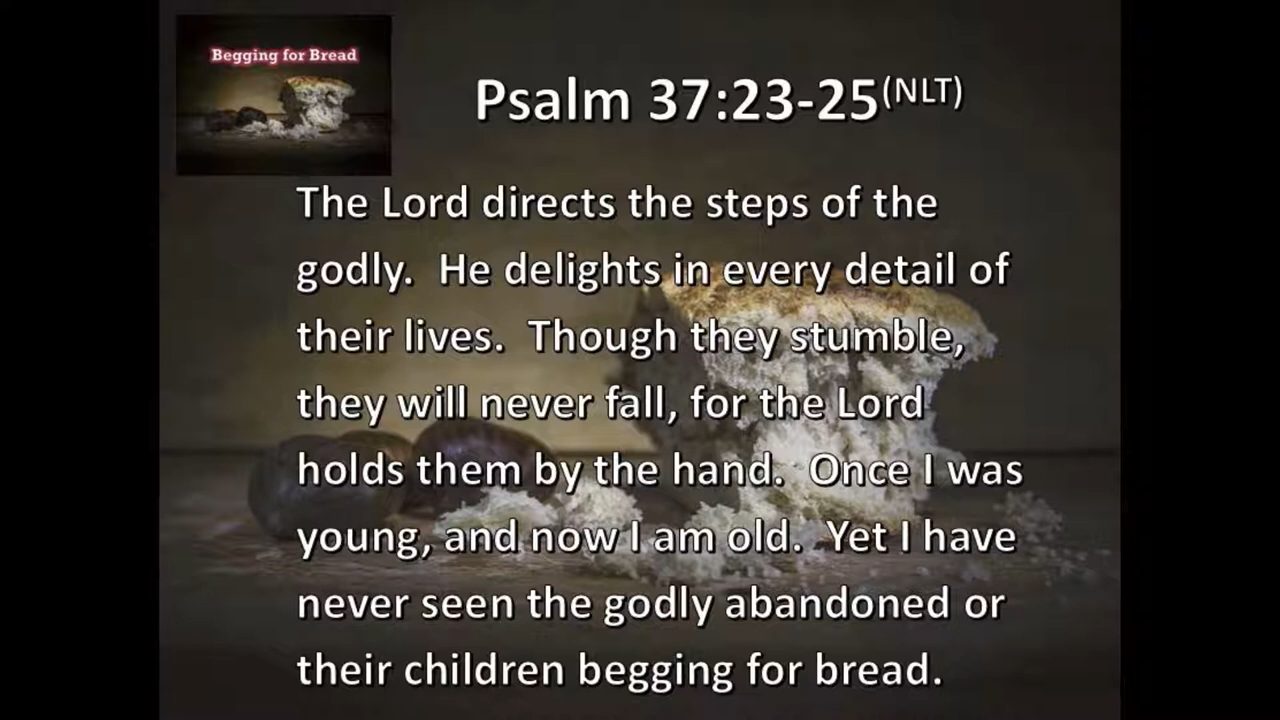 Begging for Bread
Psalm 37:23-25(NLT)
The Lord directs the steps of the
godly.  He delights in every detail of
their lives.  Though they stumble,
they will never fall, for the Lord
holds them by the hand.  Once I was
young, and now I am old.  Yet I have
never seen the godly abandoned or
their children begging for bread.